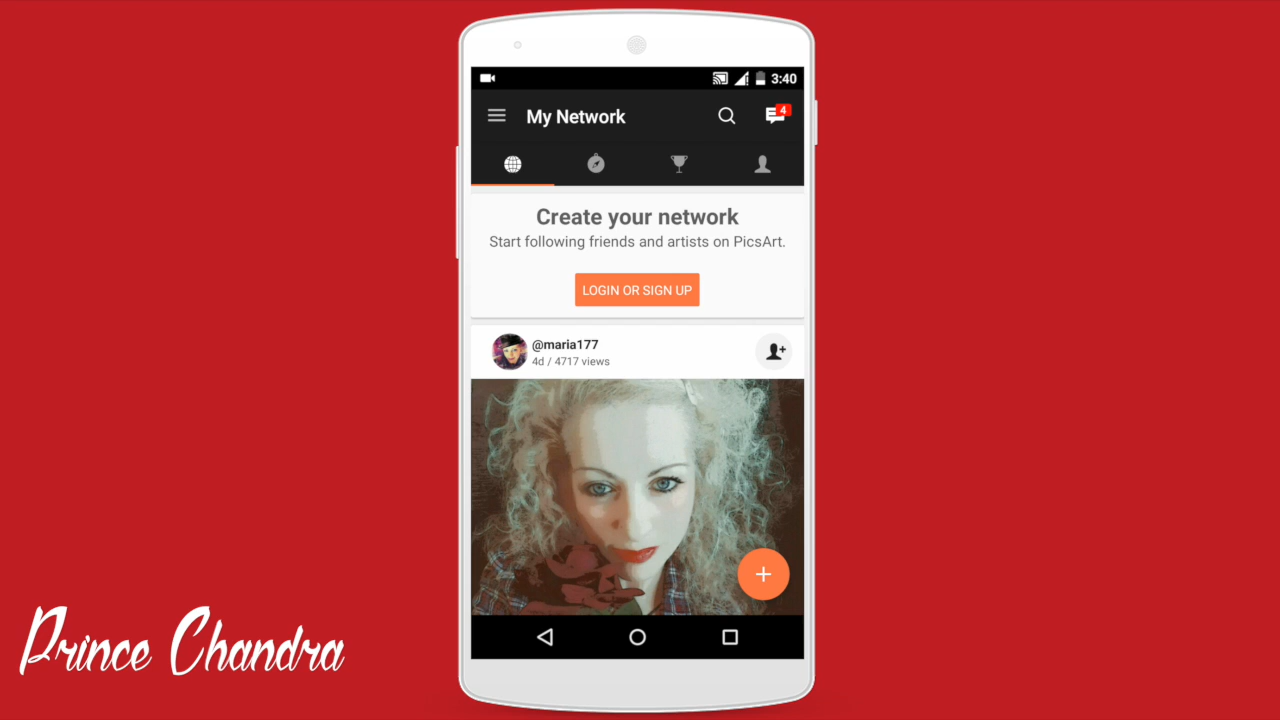 3:40
My Network
4
Create your network
Start following friends and artists on PicsArt.
LOGIN OR SIGN UP
@maria177
4d / 4717 views
Prince Chandra